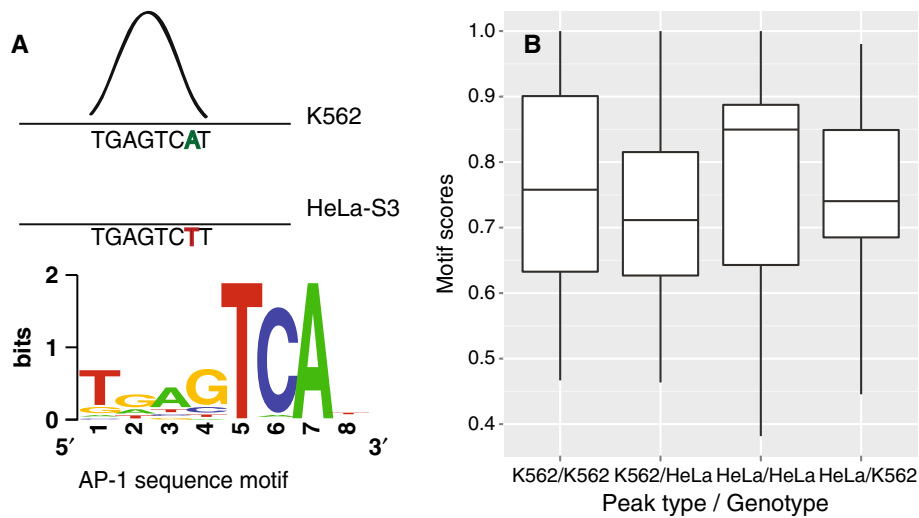 A
K562
TGAGTCAT
HeLa-S3
TGAGTCTT
2
1
0
bits
TGAGTCA
5′
1 2 3 4 5 6 7 8
3′
AP-1 sequence motif
B
1.0
0.9
0.8
0.7
0.6
0.5
0.4
Motif scores
K562/K562 K562/HeLa HeLa/HeLa HeLa/K562
Peak type / Genotype